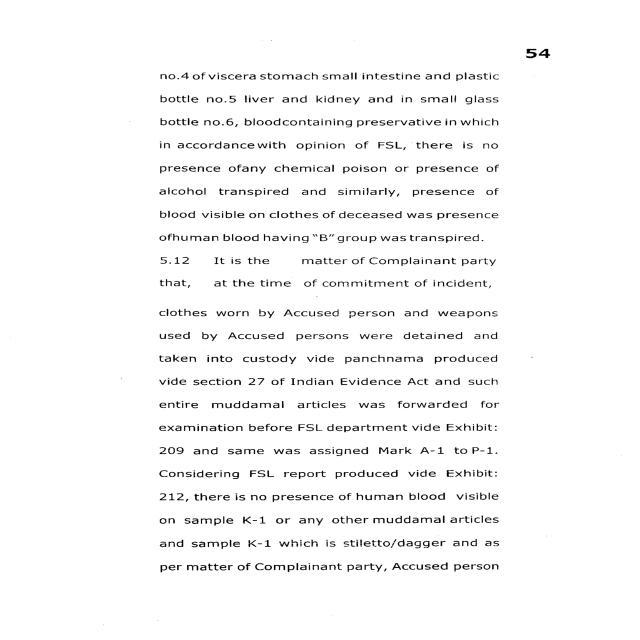 54
no.4 of viscera stomach small intestine and plastic
bottle no.5 liver and kidney and in small glass
bottle no.6, bloodcontaining preservative in which
in accordancewith opinion of FSL, there is no
presence ofany chemical poison or presence of
alcohol transpired and similarly, presence of
blood visible on clothes of deceased was presence
ofhuman blood having "B" group was transpired.
5.12 It is the matter of Complainant party
that, at the time of commitment of incident,
clothes worn by Accused person and weapons
used by Accused persons were detained and
taken into custody vide panchnama produced
vide section 27 of Indian Evidence Act and such
entire muddamal articles was forwarded for
examination before FSL department vide Exhibit:
209 and same was assigned Mark A-1 to P-1.
Considering FSL report produced vide Exhibit:
212, there is no presence of human blood visible
on sample K-1 or any other muddamal articles
and sample K-1 which is stiletto/dagger and as
per matter of Complainant party, Accused person